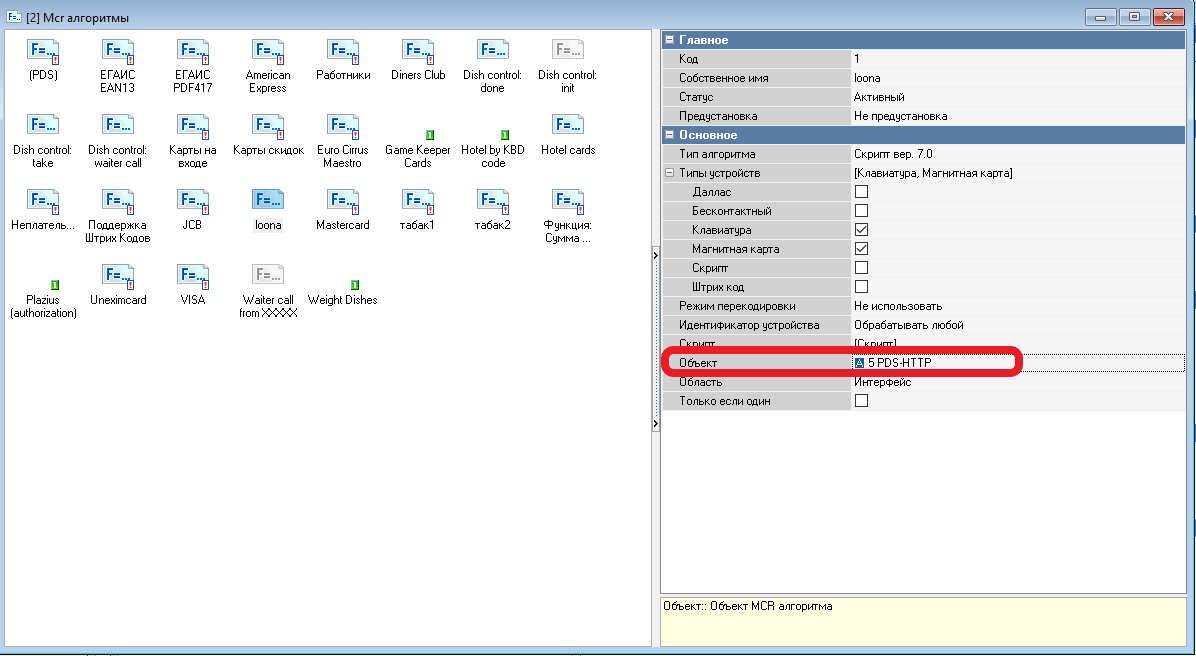 [2] Mcr алгоритмы
(PDS)
ЕГАИС
EAN13
ЕГАИС
PDF417
American
Express
Работники
Diners Club
Dish control:
done
Dish control:
init
Dish control:
take
Dish control:
waiter call
Карты на
входе
Карты скидок
Euro Cirrus
Maestro
Game Keeper
Cards
Hotel by KBD
code
Hotel cards
Неплатель...
Поддержка
Штрих Кодов
JCB
loona
Mastercard
табак1
табак2
Функция:
Сумма ...
Plazius
(authorization)
Uneximcard
VISA
Waiter call
from XXXXX
Weight Dishes
Главное
Код 1
Собственное имя loona
Статус Активный
Предустановка Не предустановка
Основное
Тип алгоритма Скрипт вер. 7.0
Типы устройств [Клавиатура, Магнитная карта]
Даллас
Бесконтактный
Клавиатура
Магнитная карта
Скрипт
Штрих код
Режим перекодировки Не использовать
Идентификатор устройства Обрабатывать любой
Скрипт [Скрипт]
Объект A 5 PDS-HTTP
Область Интерфейс
Только если один
Объект:: Объект MCR алгоритма